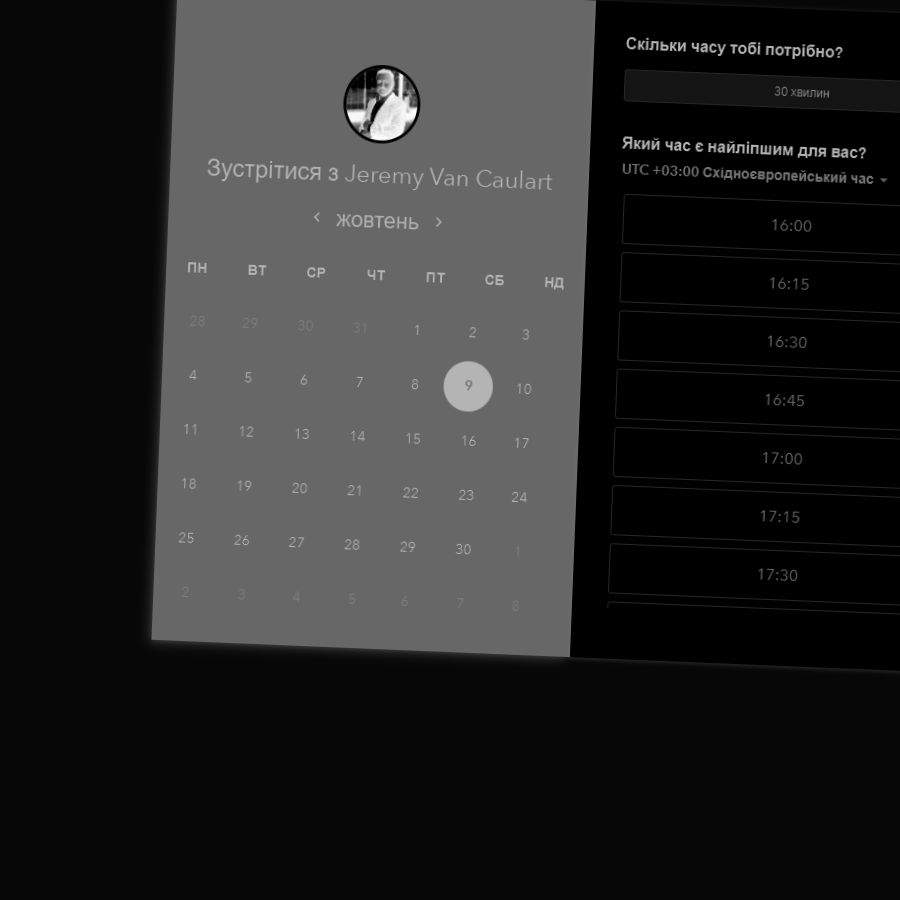 Зустрітися з Jeremy Van Caulart
жовтень
ПН ВТ СР ЧТ ПТ СБ НД
28 29 30 31 1 2 3
4 5 6 7 8 9 10
11 12 13 14 15 16 17
18 19 20 21 22 23 24
25 26 27 28 29 30 1
2 3 4 5 6 7 8
Скільки часу тобі потрібно?
30 хвилин
Який час є найліпшим для вас?
UTC +03:00 Східноєвропейський час
16:00
16:15
16:30
16:45
17:00
17:15
17:30